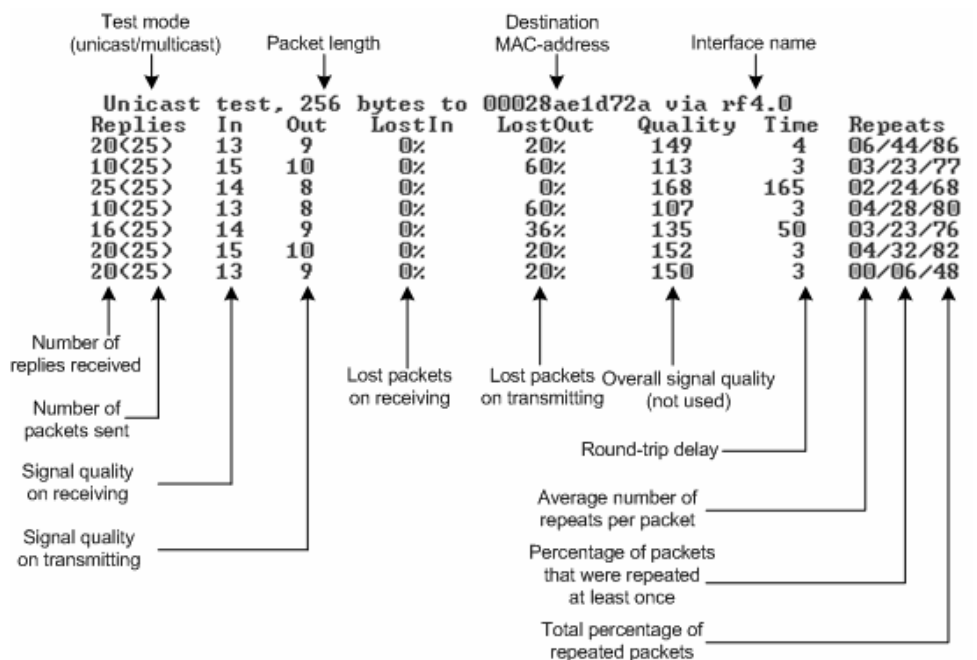 Test mode
(unicast/multicast)
Packet length
Destination
MAC-address
Interface name
Unicast test, 256 bytes to 00028ae1d72a via rf4.0
Replies In Out LostIn LostOut Quality Time Repeats
20(25) 13 9 0% 20% 149 4 06/44/86
10(25) 15 10 0% 60% 113 3 03/23/77
25(25) 14 8 0% 0% 168 165 02/24/68
10(25) 13 8 0% 60% 107 3 04/28/80
16(25) 14 9 0% 36% 135 50 03/23/76
20(25) 15 10 0% 20% 152 3 04/32/82
20(25) 13 9 0% 20% 150 3 00/06/48
Number of
replies received
Number of
packets sent
Signal quality
on receiving
Signal quality
on transmitting
Lost packets
on receiving
Lost packets
on transmitting
Overall signal quality
(not used)
Round-trip delay
Average number of
repeats per packet
Percentage of packets
that were repeated
at least once
Total percentage of
repeated packets